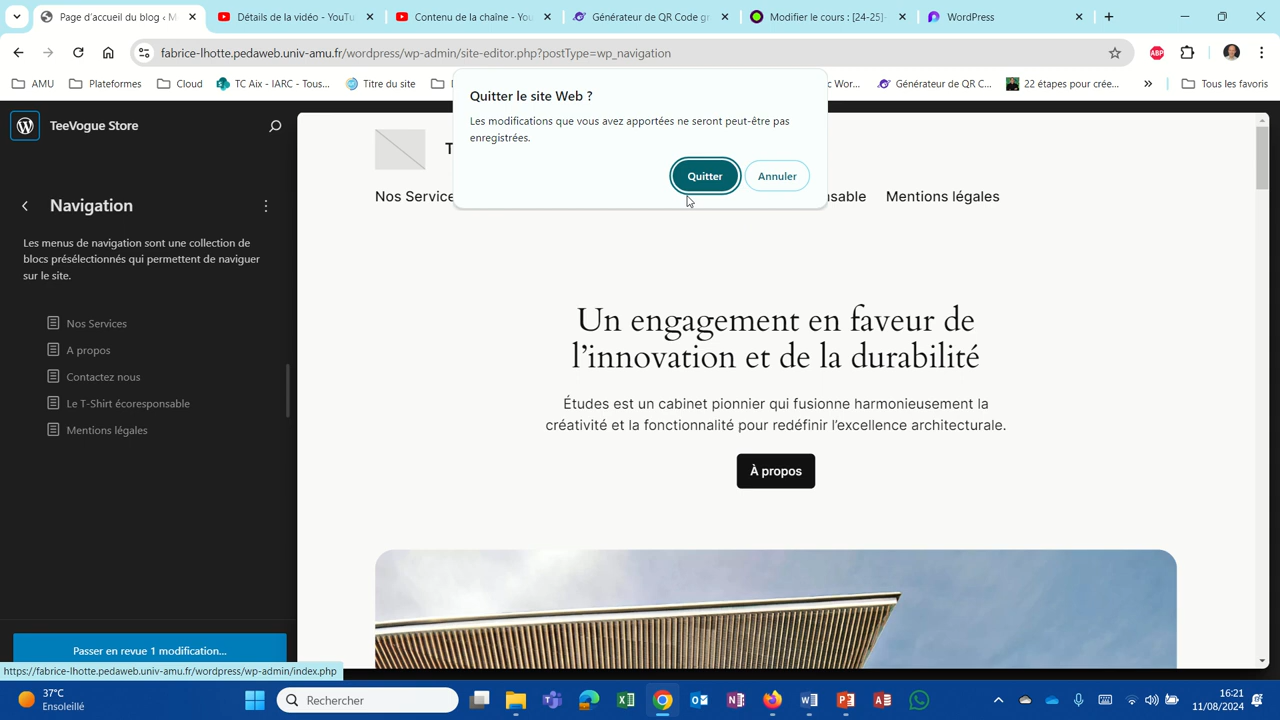 Page d'accueil du blog ‹ M
Détails de la vidéo - YouTu
Contenu de la chaîne - You
Générateur de QR Code gr
Modifier le cours : [24-25]-
WordPress
fabrice-lhotte.pedaweb.univ-amu.fr/wordpress/wp-admin/site-editor.php?postType=wp_navigation
AMU
Plateformes
Cloud
TC Aix - IARC - Tous...
Titre du site
c Wor...
Générateur de QR C...
22 étapes pour crée...
Tous les favoris
Quitter le site Web ?
Les modifications que vous avez apportées ne seront peut-être pas
enregistrées.
Quitter
Annuler
TeeVogue Store
Navigation
Les menus de navigation sont une collection de
blocs présélectionnés qui permettent de naviguer
sur le site.
Nos Services
A propos
Contactez nous
Le T-Shirt écoresponsable
Mentions légales
Passer en revue 1 modification...
https://fabrice-lhotte.pedaweb.univ-amu.fr/wordpress/wp-admin/index.php
T
Nos Service
sable
Mentions légales
Un engagement en faveur de
l'innovation et de la durabilité
Études est un cabinet pionnier qui fusionne harmonieusement la
créativité et la fonctionnalité pour redéfinir l'excellence architecturale.
À propos
37°C
Ensoleillé
Rechercher
16:21
11/08/2024